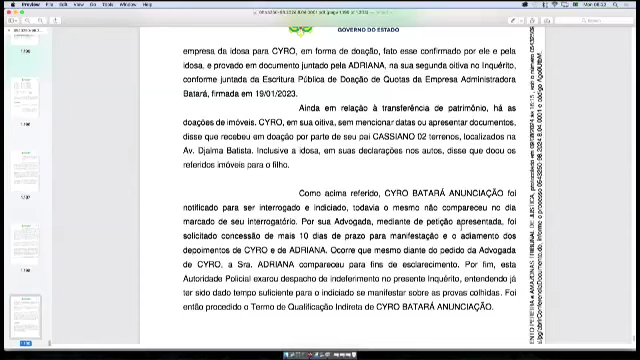 Preview File Edit View Go Tools Window Help
GOVERNO DO ESTADO
empresa da idosa para CYRO, em forma de doação, fato esse confirmado por ele e pela
idosa, e provado em documento juntado pela ADRIANA, na sua segunda oitiva no Inquérito,
conforme juntada da Escritura Pública de Doação de Quotas da Empresa Administradora
Batará, firmada em 19/01/2023.
Ainda em relação à transferência de patrimônio, há as
doações de imóveis. CYRO, em sua oitiva, sem mencionar datas ou apresentar documentos,
disse que recebeu em doação por parte de seu pai CASSIANO 02 terrenos, localizados na
Av. Djalma Batista. Inclusive a idosa, em suas declarações nos autos, disse que doou os
referidos imóveis para o filho.
Como acima referido, CYRO BATARÁ ANUNCIAÇÃO foi
notificado para ser interrogado e indiciado, todavia o mesmo não compareceu no dia
marcado de seu interrogatório. Por sua Advogada, mediante de petição apresentada, foi
solicitado concessão de mais 10 dias de prazo para manifestação e o adiamento dos
depoimentos de CYRO e de ADRIANA. Ocorre que mesmo diante do pedido da Advogada
de CYRO, a Sra. ADRIANA compareceu para fins de esclarecimento. Por fim, esta
Autoridade Policial exarou despacho de indeferimento no presente Inquérito, entendendo já
ter sido dado tempo suficiente para o indiciado se manifestar sobre as provas colhidas. Foi
então procedido o Termo de Qualificação Indireta de CYRO BATARÁ ANUNCIAÇÃO.